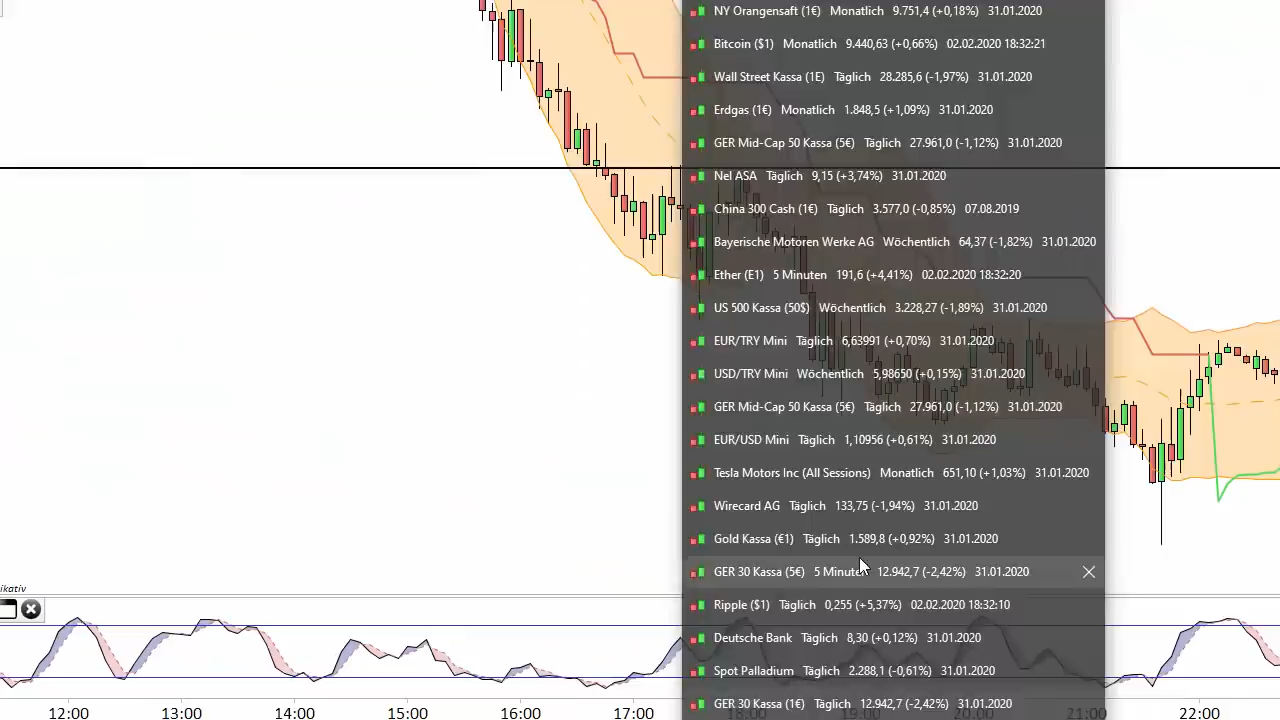 NY Orangensaft (1€) Monatlich 9.751,4 (+0,18%) 31.01.2020
Bitcoin ($1) Monatlich 9.440,63 (+0,66%) 02.02.2020 18:32:21
Wall Street Kassa (1E) Täglich 28.285,6 (-1,97%) 31.01.2020
Erdgas (1€) Monatlich 1.848,5 (+1,09%) 31.01.2020
GER Mid-Cap 50 Kassa (5€) Täglich 27.961,0 (-1,12%) 31.01.2020
Nel ASA Täglich 9,15 (+3,74%) 31.01.2020
China 300 Cash (1€) Täglich 3.577,0 (-0,85%) 07.08.2019
Bayerische Motoren Werke AG Wöchentlich 64,37 (-1,82%) 31.01.2020
Ether (E1) 5 Minuten 191,6 (+4,41%) 02.02.2020 18:32:20
US 500 Kassa (50$) Wöchentlich 3.228,27 (-1,89%) 31.01.2020
EUR/TRY Mini Täglich 6,63991 (+0,70%) 31.01.2020
USD/TRY Mini Wöchentlich 5,98650 (+0,15%) 31.01.2020
GER Mid-Cap 50 Kassa (5€) Täglich 27.961,0 (-1,12%) 31.01.2020
EUR/USD Mini Täglich 1,10956 (+0,61%) 31.01.2020
Tesla Motors Inc (All Sessions) Monatlich 651,10 (+1,03%) 31.01.2020
Wirecard AG Täglich 133,75 (-1,94%) 31.01.2020
Gold Kassa (€1) Täglich 1.589,8 (+0,92%) 31.01.2020
GER 30 Kassa (5€) 5 Minuten 12.942,7 (-2,42%) 31.01.2020
ikativ
Ripple ($1) Täglich 0,255 (+5,37%) 02.02.2020 18:32:10
Deutsche Bank Täglich 8,30 (+0,12%) 31.01.2020
Spot Palladium Täglich 2.288,1 (-0,61%) 31.01.2020
GER 30 Kassa (1€) Täglich 12.942,7 (-2,42%) 31.01.2020
12:00 13:00 14:00 15:00 16:00 17:00 18:00 19:00 20:00 21:00 22:00